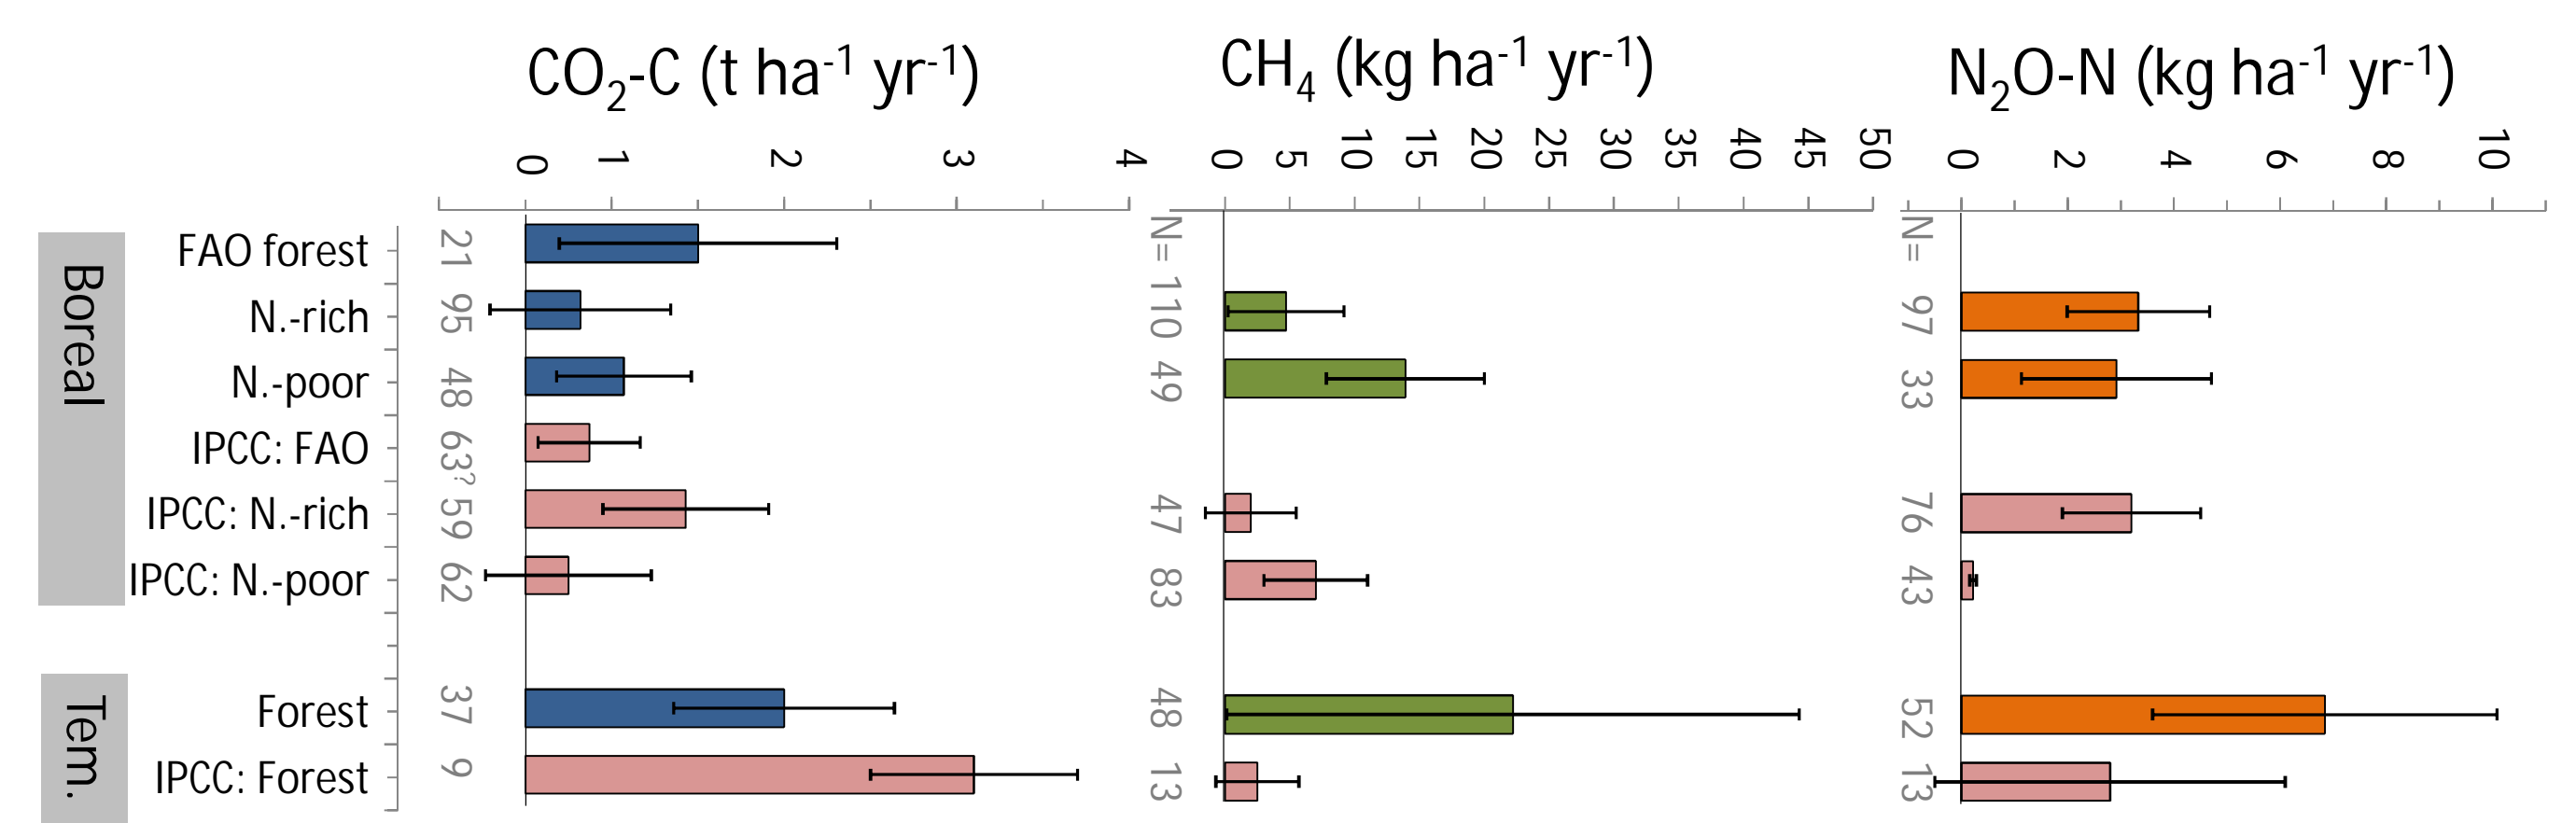 CO₂-C (t ha⁻¹ yr⁻¹)
CH₄ (kg ha⁻¹ yr⁻¹)
N₂O-N (kg ha⁻¹ yr⁻¹)
0 1 2 3 4
0 5 10 15 20 25 30 35 40 45 50
0 2 4 6 8 10
Boreal
FAO forest
N.-rich
N.-poor
IPCC: FAO
IPCC: N.-rich
IPCC: N.-poor
Tem.
Forest
IPCC: Forest
21
95
48
63?
59
62
37
9
N=
110
49
47
83
48
13
N=
97
33
76
43
52
13